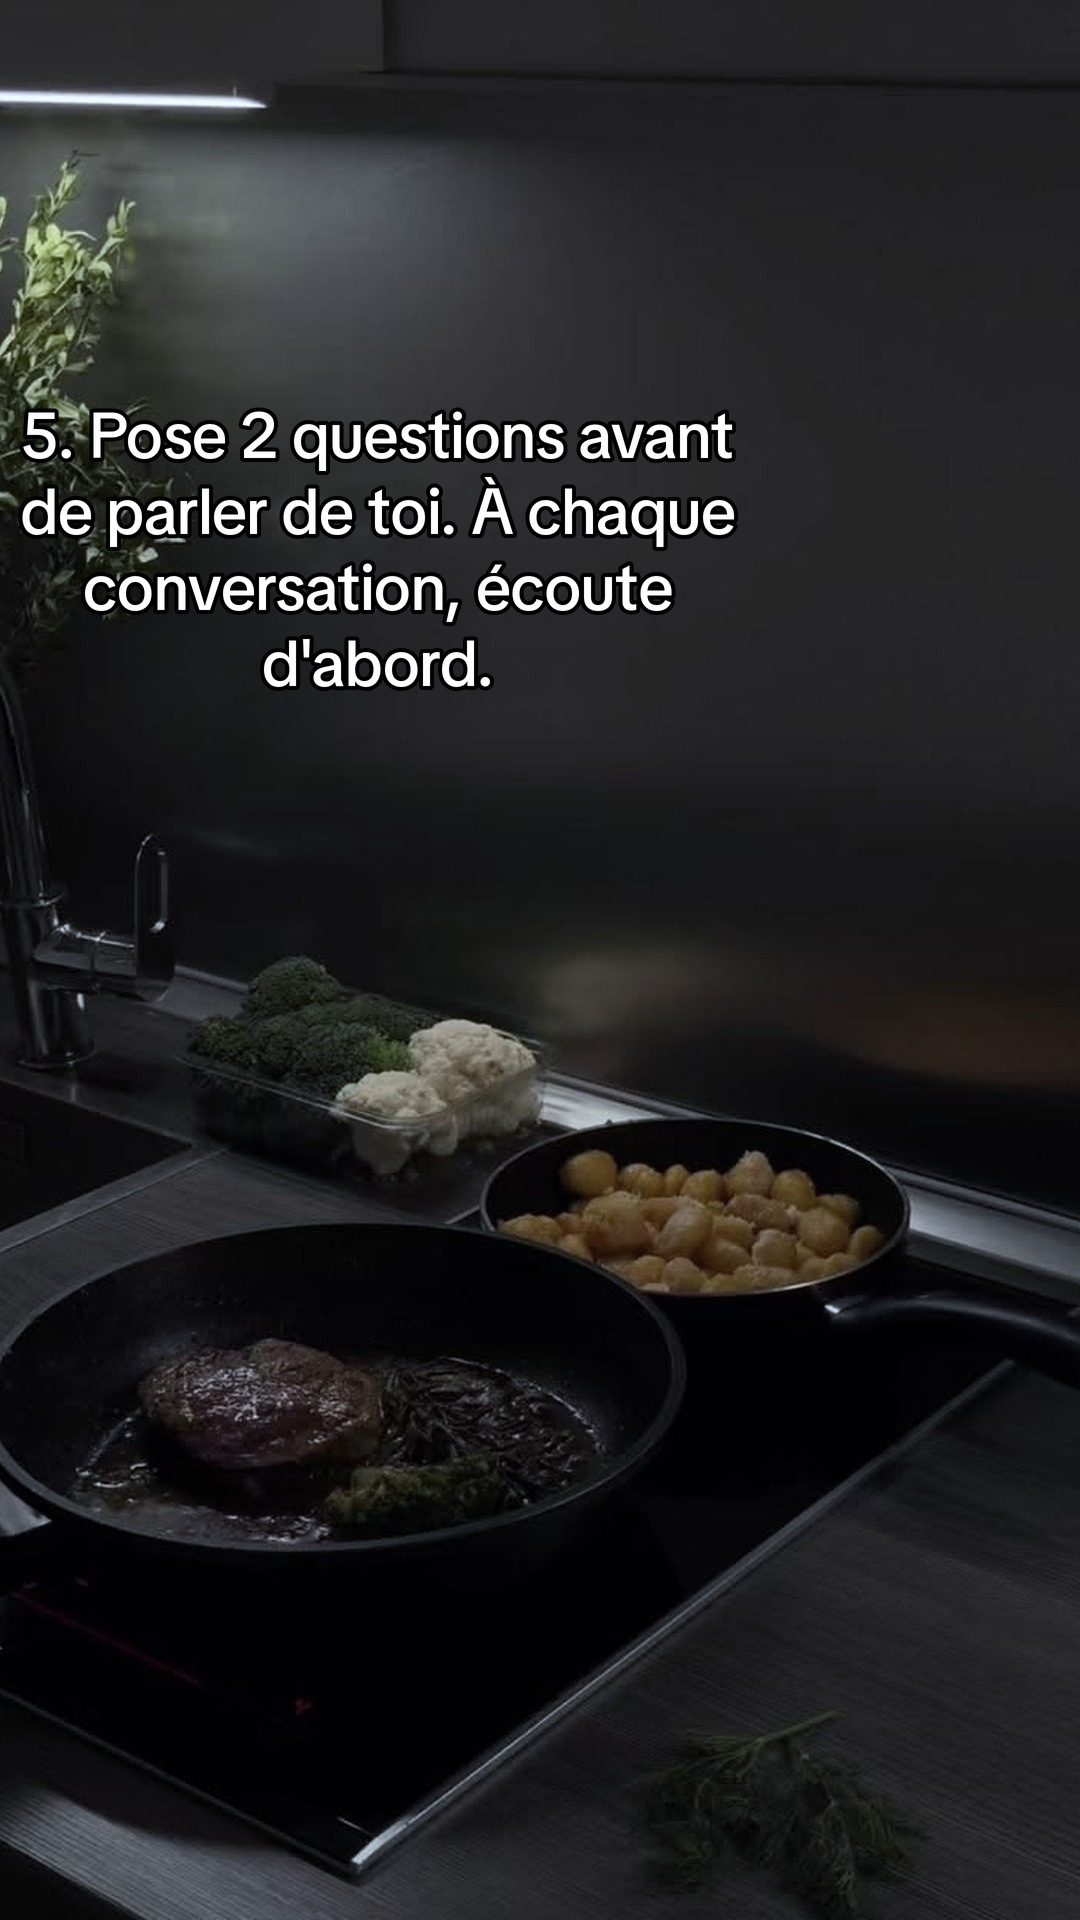 5. Pose 2 questions avant
de parler de toi. À chaque
conversation, écoute
d'abord.